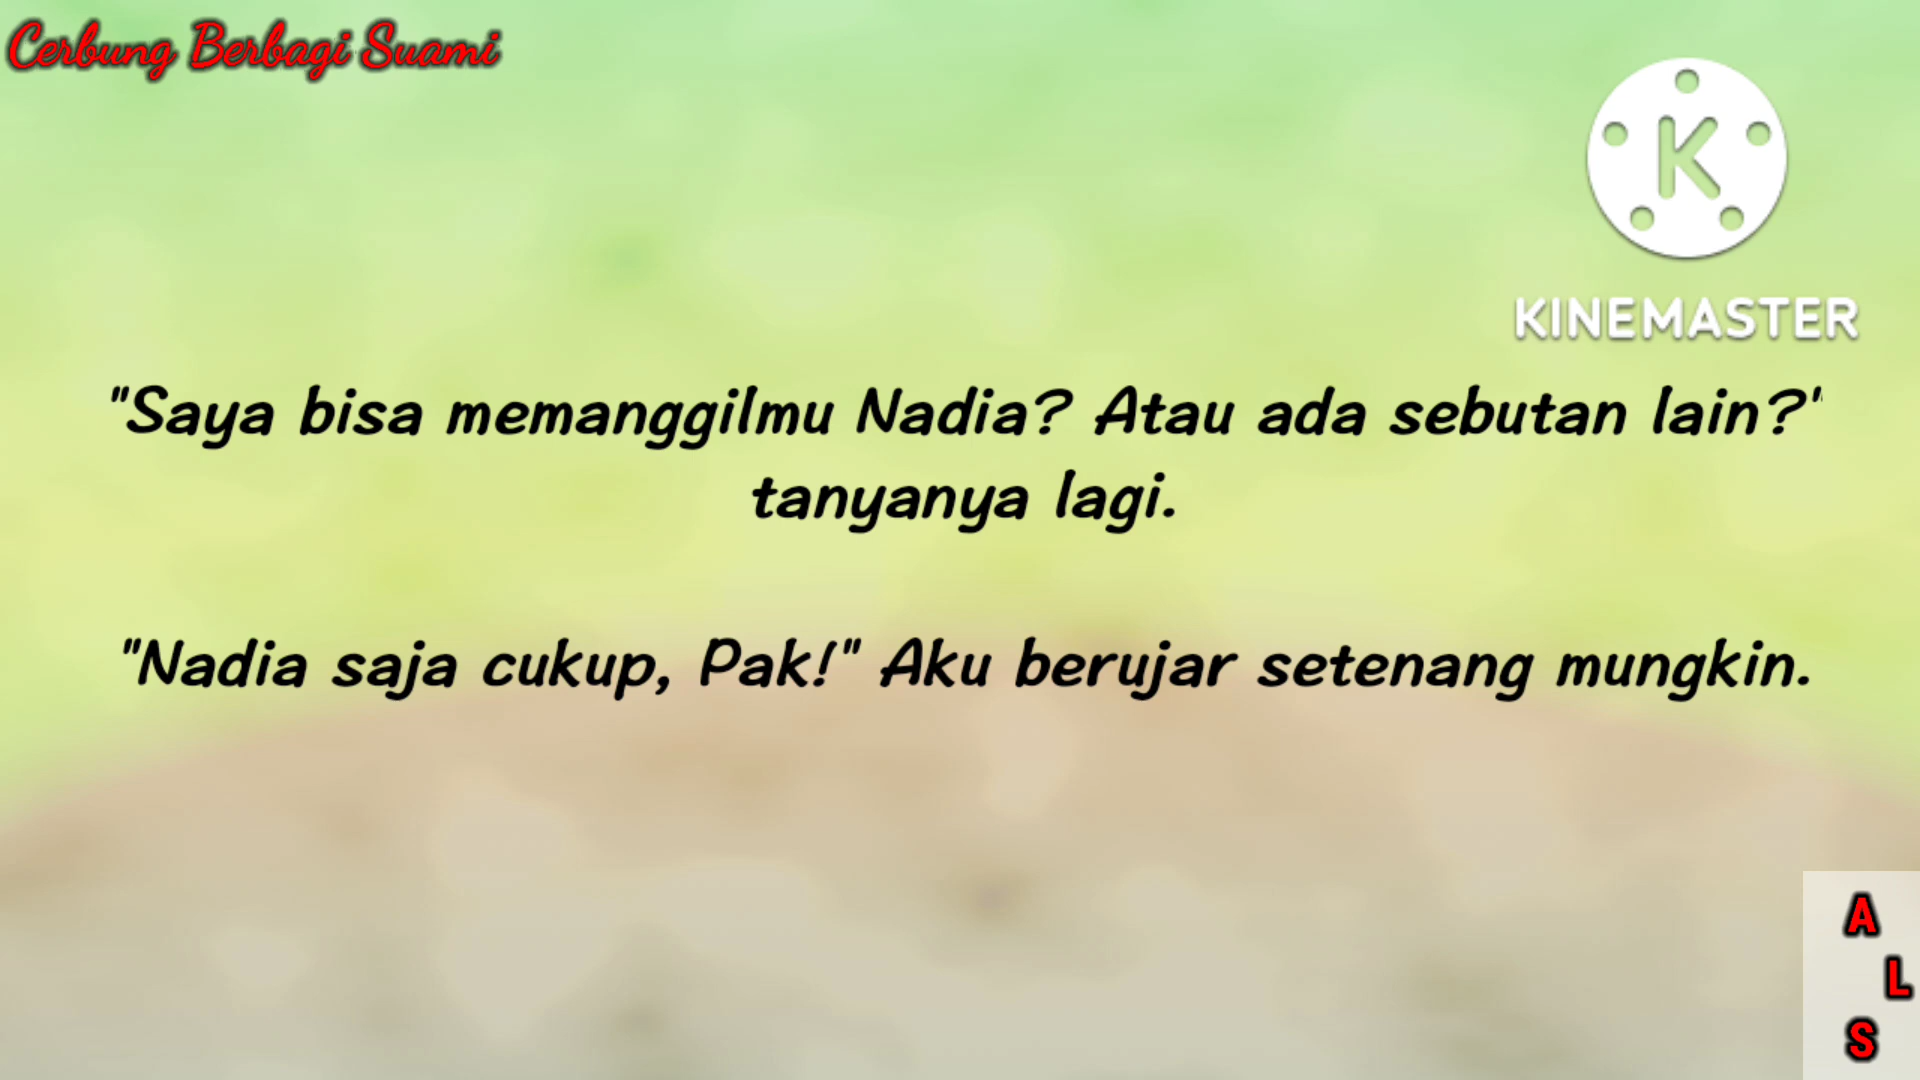 Cerbung Berbagi Suami
K
KINEMASTER
"Saya bisa memanggilmu Nadia? Atau ada sebutan lain?"
tanyanya lagi.
"Nadia saja cukup, Pak!" Aku berujar setenang mungkin.
A
L
S